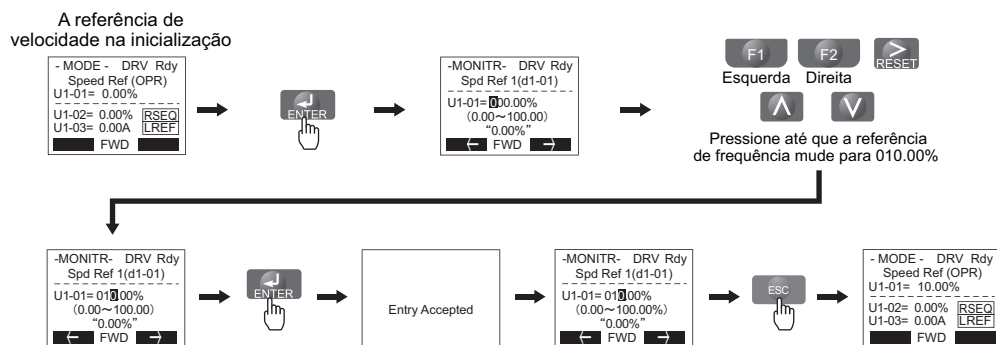 A referência de
velocidade na inicialização
- MODE -   DRV Rdy
Speed Ref (OPR)
U1-01=  0.00%
U1-02=  0.00%  RSEQ
U1-03=  0.00A  LREF
FWD
→
ENTER
→
-MONITR-   DRV Rdy
Spd Ref 1(d1-01)
U1-01= 000.00%
(0.00~100.00)
“0.00%”
← FWD →
→
F1 F2 > RESET
Esquerda Direita
∧ ∨
Pressione até que a referência
de frequência mude para 010.00%
-MONITR-   DRV Rdy
Spd Ref 1(d1-01)
U1-01= 010.00%
(0.00~100.00)
“0.00%”
← FWD →
→
ENTER
→
Entry Accepted
→
-MONITR-   DRV Rdy
Spd Ref 1(d1-01)
U1-01= 010.00%
(0.00~100.00%)
“0.00%”
← FWD →
→
ESC
→
- MODE -   DRV Rdy
Speed Ref (OPR)
U1-01=  10.00%
U1-02=  0.00%  RSEQ
U1-03=  0.00A  LREF
FWD